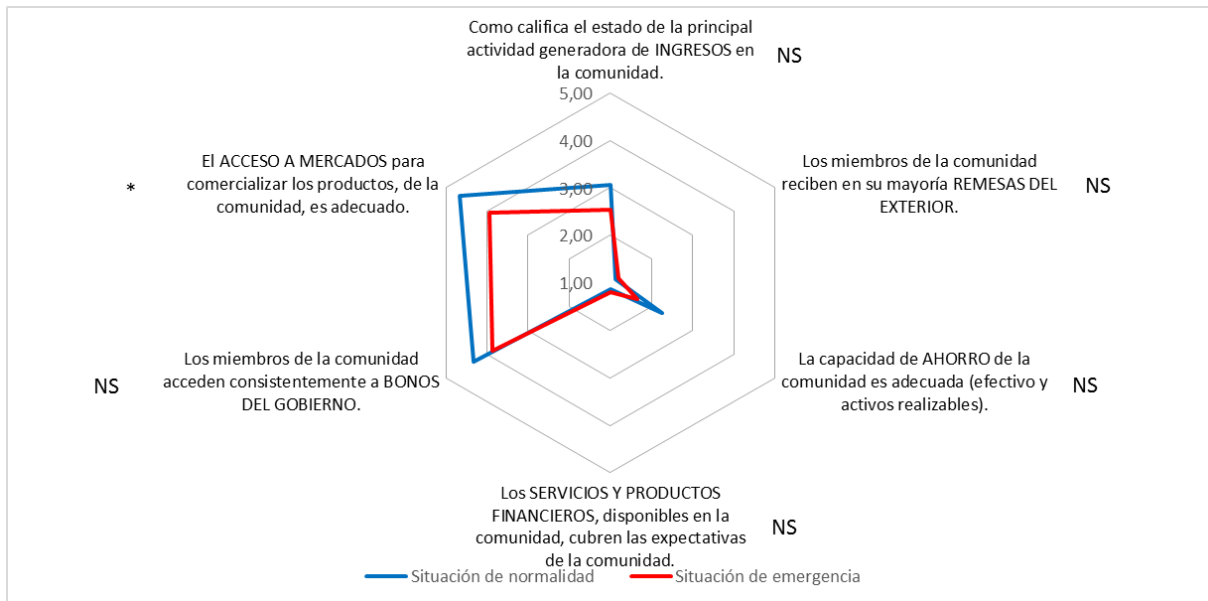 Como califica el estado de la principal
actividad generadora de INGRESOS en
la comunidad.
NS
5,00
4,00
3,00
2,00
1,00
El ACCESO A MERCADOS para
comercializar los productos, de la
comunidad, es adecuado.
*
Los miembros de la comunidad
reciben en su mayoría REMESAS DEL
EXTERIOR.
NS
Los miembros de la comunidad
acceden consistentemente a BONOS
DEL GOBIERNO.
NS
La capacidad de AHORRO de la
comunidad es adecuada (efectivo y
activos realizables).
NS
Los SERVICIOS Y PRODUCTOS
FINANCIEROS, disponibles en la
comunidad, cubren las expectativas
de la comunidad.
NS
Situación de normalidad
Situación de emergencia